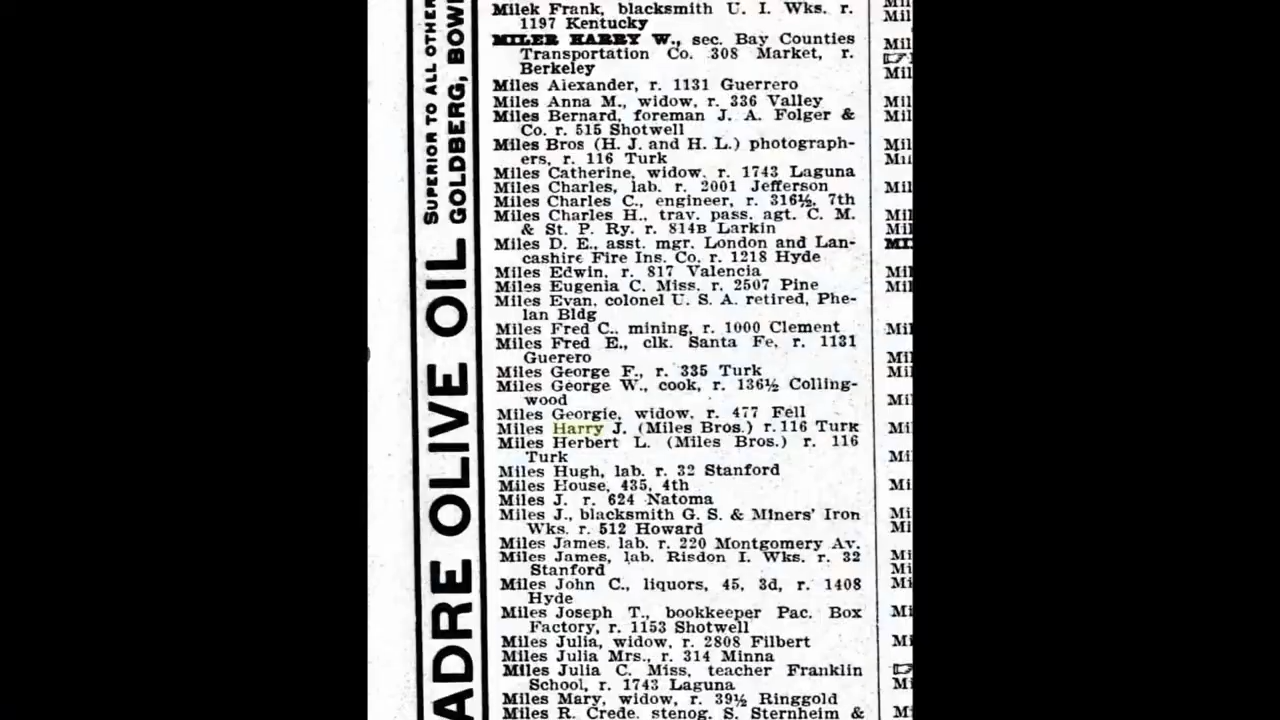 SUPERIOR TO ALL OTHER
GOLDBERG, BOW
ADRE OLIVE OIL
Milek Frank, blacksmith U. I. Wks. r.
1197 Kentucky
MILER HARRY W., sec. Bay Counties
Transportation Co. 308 Market, r.
Berkeley
Miles Alexander, r. 1131 Guerrero
Miles Anna M., widow, r. 336 Valley
Miles Bernard, foreman J. A. Folger &
Co. r. 515 Shotwell
Miles Bros (H. J. and H. L.) photograph-
ers, r. 116 Turk
Miles Catherine, widow. r. 1743 Laguna
Miles Charles, lab. r. 2001 Jefferson
Miles Charles C., engineer, r. 316½, 7th
Miles Charles H., trav. pass. agt. C. M.
& St. P. Ry. r. 814B Larkin
Miles D. E., asst. mgr. London and Lan-
cashire Fire Ins. Co. r. 1218 Hyde
Miles Edwin, r. 817 Valencia
Miles Eugenia C. Miss, r. 2507 Pine
Miles Evan, colonel U. S. A. retired, Phe-
lan Bldg
Miles Fred C., mining, r. 1000 Clement
Miles Fred E., clk. Santa Fe, r. 1131
Guerero
Miles George F., r. 335 Turk
Miles George W., cook, r. 136½ Colling-
wood
Miles Georgie, widow, r. 477 Fell
Miles Harry J. (Miles Bros.) r. 116 Turk
Miles Herbert L. (Miles Bros.) r. 116
Turk
Miles Hugh, lab. r. 32 Stanford
Miles House, 435, 4th
Miles J. r. 624 Natoma
Miles J., blacksmith G. S. & Miners' Iron
Wks. r. 512 Howard
Miles James, lab. r. 220 Montgomery Av.
Miles James, lab. Risdon I. Wks. r. 32
Stanford
Miles John C., liquors, 45, 3d, r. 1408
Hyde
Miles Joseph T., bookkeeper Pac. Box
Factory, r. 1153 Shotwell
Miles Julia, widow, r. 2808 Filbert
Miles Julia Mrs., r. 314 Minna
Miles Julia C. Miss, teacher Franklin
School, r. 1743 Laguna
Miles Mary, widow, r. 39½ Ringgold
Miles R. Crede, stenog. S. Sternheim &